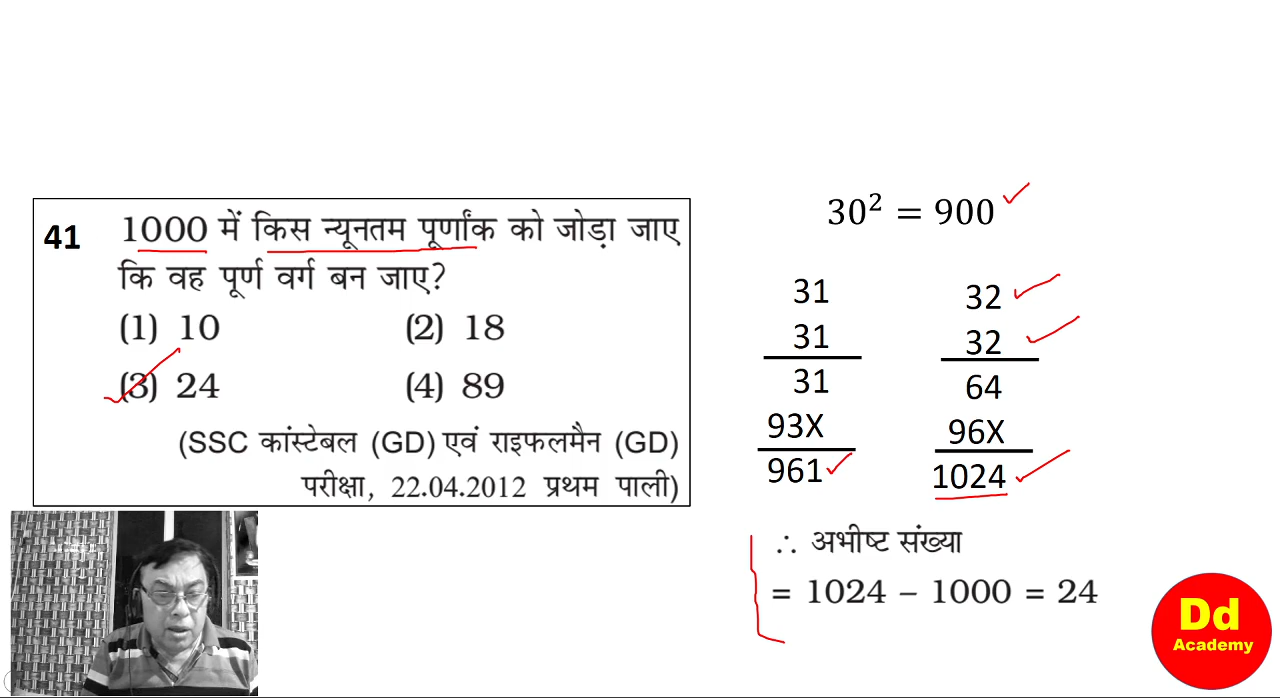 41
1000 में किस न्यूनतम पूर्णांक को जोड़ा जाए
कि वह पूर्ण वर्ग बन जाए?
(1) 10 (2) 18
(3) 24 (4) 89
(SSC कांस्टेबल (GD) एवं राइफलमैन (GD)
परीक्षा, 22.04.2012 प्रथम पाली)
30² = 900
31
31
31
93X
961
32
32
64
96X
1024
∴ अभीष्ट संख्या
= 1024 – 1000 = 24
Dd
Academy